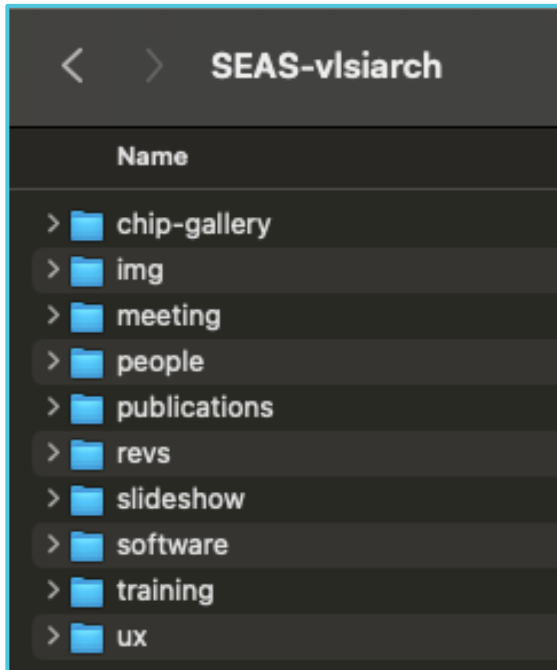 SEAS-vlsiarch
Name
chip-gallery
img
meeting
people
publications
revs
slideshow
software
training
ux